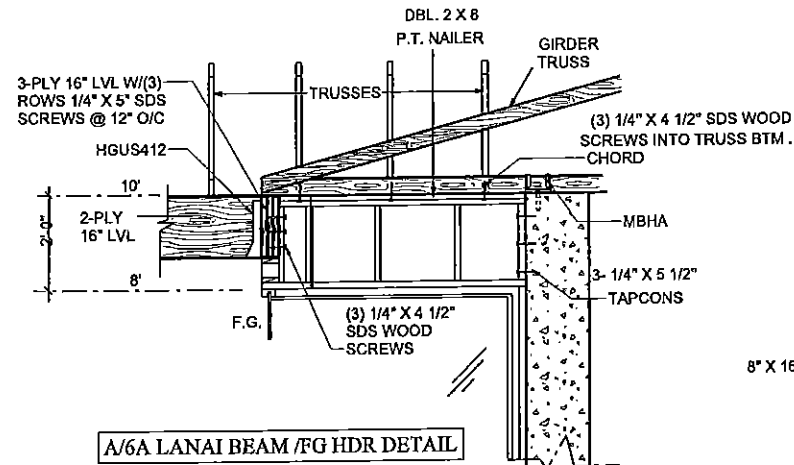 DBL. 2 X 8
P.T. NAILER
GIRDER
TRUSS
3-PLY 16" LVL W/(3)
ROWS 1/4" X 5" SDS
SCREWS @ 12" O/C
TRUSSES
(3) 1/4" X 4 1/2" SDS WOOD
SCREWS INTO TRUSS BTM .
CHORD
HGUS412
10'
MBHA
2-PLY
16" LVL
2'-0"
8'
3- 1/4" X 5 1/2"
TAPCONS
F.G.
(3) 1/4" X 4 1/2"
SDS WOOD
SCREWS
8" X 16
A/6A LANAI BEAM /FG HDR DETAIL